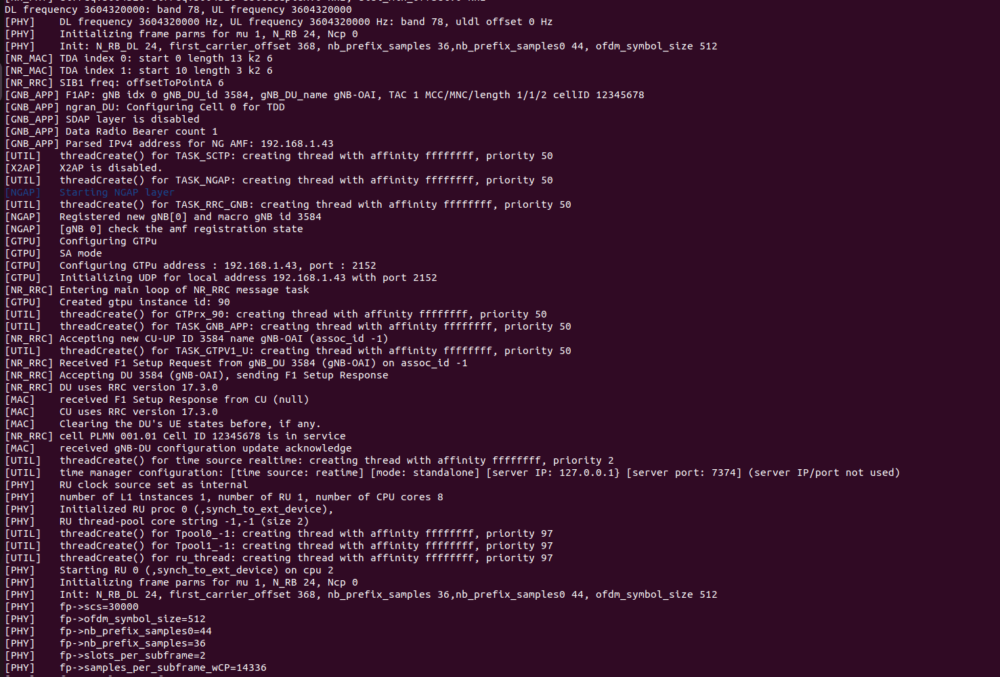 DL frequency 3604320000: band 78, UL frequency 3604320000
[PHY]    DL frequency 3604320000 Hz, UL frequency 3604320000 Hz: band 78, uldl offset 0 Hz
[PHY]    Initializing frame parms for mu 1, N_RB 24, Ncp 0
[PHY]    Init: N_RB_DL 24, first_carrier_offset 368, nb_prefix_samples 36,nb_prefix_samples0 44, ofdm_symbol_size 512
[NR_MAC] TDA index 0: start 0 length 13 k2 6
[NR_MAC] TDA index 1: start 10 length 3 k2 6
[NR_RRC] SIB1 freq: offsetToPointA 6
[GNB_APP] F1AP: gNB idx 0 gNB_DU_id 3584, gNB_DU_name gNB-OAI, TAC 1 MCC/MNC/length 1/1/2 cellID 12345678
[GNB_APP] ngran_DU: Configuring Cell 0 for TDD
[GNB_APP] SDAP layer is disabled
[GNB_APP] Data Radio Bearer count 1
[GNB_APP] Parsed IPv4 address for NG AMF: 192.168.1.43
[UTIL]   threadCreate() for TASK_SCTP: creating thread with affinity ffffffff, priority 50
[X2AP]   X2AP is disabled.
[UTIL]   threadCreate() for TASK_NGAP: creating thread with affinity ffffffff, priority 50
[NGAP]   Starting NGAP layer
[UTIL]   threadCreate() for TASK_RRC_GNB: creating thread with affinity ffffffff, priority 50
[NGAP]   Registered new gNB[0] and macro gNB id 3584
[NGAP]   [gNB 0] check the amf registration state
[GTPU]   Configuring GTPu
[GTPU]   SA mode
[GTPU]   Configuring GTPu address : 192.168.1.43, port : 2152
[GTPU]   Initializing UDP for local address 192.168.1.43 with port 2152
[NR_RRC] Entering main loop of NR_RRC message task
[GTPU]   Created gtpu instance id: 90
[UTIL]   threadCreate() for GTPrx_90: creating thread with affinity ffffffff, priority 50
[UTIL]   threadCreate() for TASK_GNB_APP: creating thread with affinity ffffffff, priority 50
[NR_RRC] Accepting new CU-UP ID 3584 name gNB-OAI (assoc_id -1)
[UTIL]   threadCreate() for TASK_GTPV1_U: creating thread with affinity ffffffff, priority 50
[NR_RRC] Received F1 Setup Request from gNB_DU 3584 (gNB-OAI) on assoc_id -1
[NR_RRC] Accepting DU 3584 (gNB-OAI), sending F1 Setup Response
[NR_RRC] DU uses RRC version 17.3.0
[MAC]    received F1 Setup Response from CU (null)
[MAC]    CU uses RRC version 17.3.0
[MAC]    Clearing the DU's UE states before, if any.
[NR_RRC] cell PLMN 001.01 Cell ID 12345678 is in service
[MAC]    received gNB-DU configuration update acknowledge
[UTIL]   threadCreate() for time source realtime: creating thread with affinity ffffffff, priority 2
[UTIL]   time manager configuration: [time source: reatime] [mode: standalone] [server IP: 127.0.0.1} [server port: 7374] (server IP/port not used)
[PHY]    RU clock source set as internal
[PHY]    number of L1 instances 1, number of RU 1, number of CPU cores 8
[PHY]    Initialized RU proc 0 (,synch_to_ext_device),
[PHY]    RU thread-pool core string -1,-1 (size 2)
[UTIL]   threadCreate() for Tpool0_-1: creating thread with affinity ffffffff, priority 97
[UTIL]   threadCreate() for Tpool1_-1: creating thread with affinity ffffffff, priority 97
[UTIL]   threadCreate() for ru_thread: creating thread with affinity ffffffff, priority 97
[PHY]    Starting RU 0 (,synch_to_ext_device) on cpu 2
[PHY]    Initializing frame parms for mu 1, N_RB 24, Ncp 0
[PHY]    Init: N_RB_DL 24, first_carrier_offset 368, nb_prefix_samples 36,nb_prefix_samples0 44, ofdm_symbol_size 512
[PHY]    fp->scs=30000
[PHY]    fp->ofdm_symbol_size=512
[PHY]    fp->nb_prefix_samples0=44
[PHY]    fp->nb_prefix_samples=36
[PHY]    fp->slots_per_subframe=2
[PHY]    fp->samples_per_subframe_wCP=14336